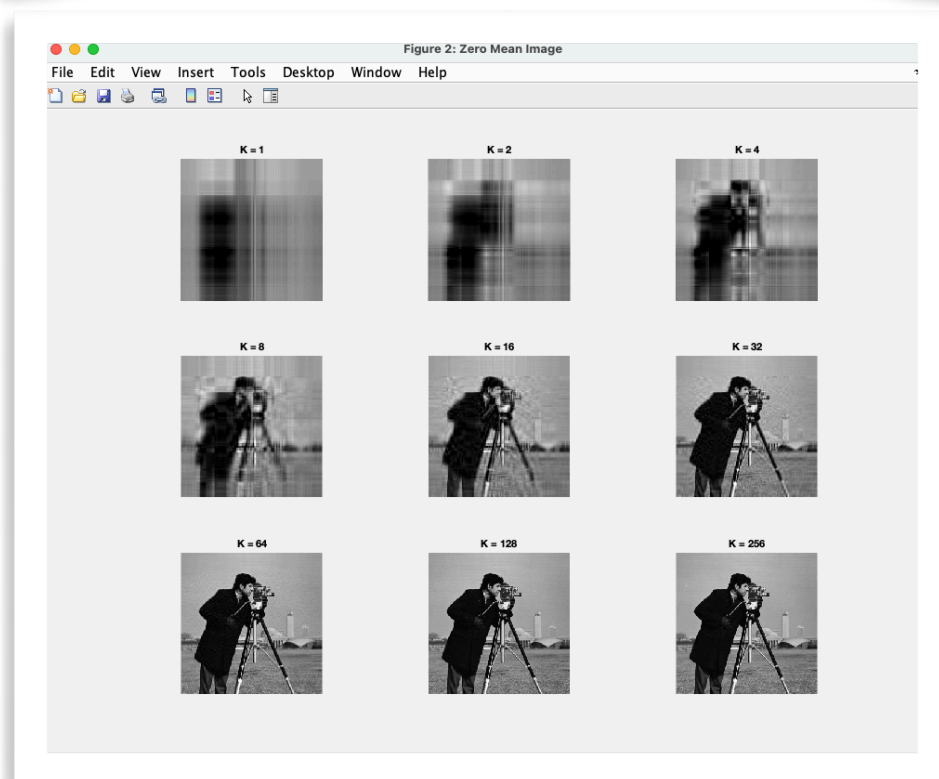 Figure 2: Zero Mean Image
File Edit View Insert Tools Desktop Window Help
K = 1
K = 2
K = 4
K = 8
K = 16
K = 32
K = 64
K = 128
K = 256